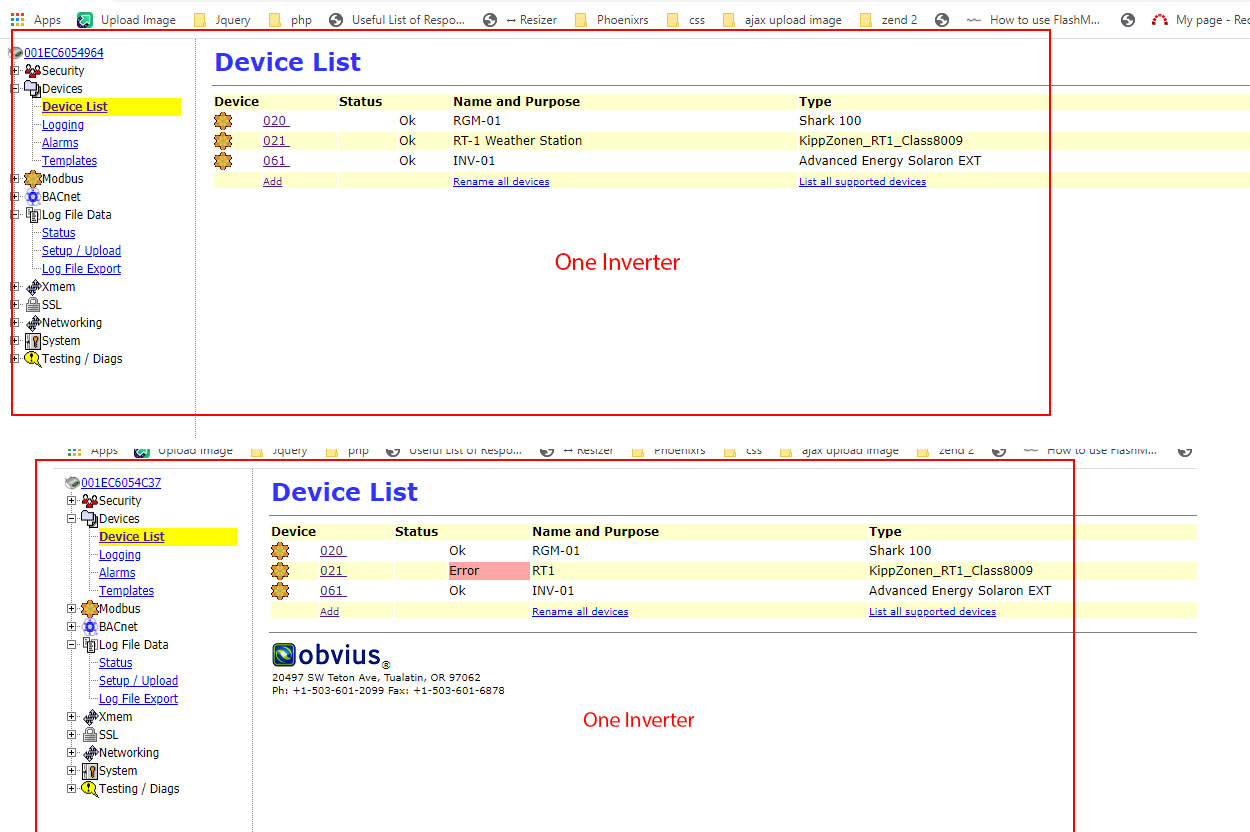 Apps Upload Image Jquery php Useful List of Respo... ↔ Resizer Phoenixrs css ajax upload image zend 2 How to use FlashM... My page - Rec
001EC6054964
Security
Devices
Device List
Logging
Alarms
Templates
Modbus
BACnet
Log File Data
Status
Setup / Upload
Log File Export
Xmem
SSL
Networking
System
Testing / Diags
Device List
Device Status Name and Purpose Type
020 Ok RGM-01 Shark 100
021 Ok RT-1 Weather Station KippZonen_RT1_Class8009
061 Ok INV-01 Advanced Energy Solaron EXT
Add Rename all devices List all supported devices
One Inverter
Apps Upload Image Jquery php Useful List of Respo... ↔ Resizer Phoenixrs css ajax upload image zend 2 How to use FlashM...
001EC6054C37
Security
Devices
Device List
Logging
Alarms
Templates
Modbus
BACnet
Log File Data
Status
Setup / Upload
Log File Export
Xmem
SSL
Networking
System
Testing / Diags
Device List
Device Status Name and Purpose Type
020 Ok RGM-01 Shark 100
021 Error RT1 KippZonen_RT1_Class8009
061 Ok INV-01 Advanced Energy Solaron EXT
Add Rename all devices List all supported devices
obvius®
20497 SW Teton Ave, Tualatin, OR 97062
Ph: +1-503-601-2099 Fax: +1-503-601-6878
One Inverter